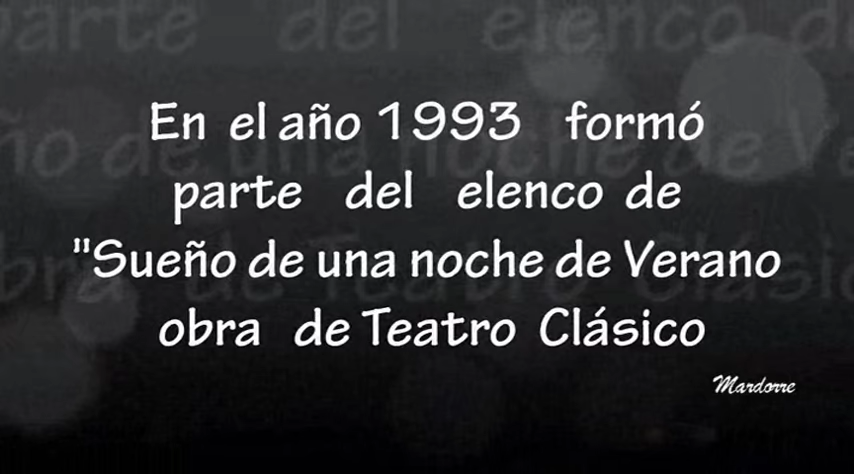 En el año 1993 formó
parte del elenco de
"Sueño de una noche de Verano
obra de Teatro Clásico
Mardorre